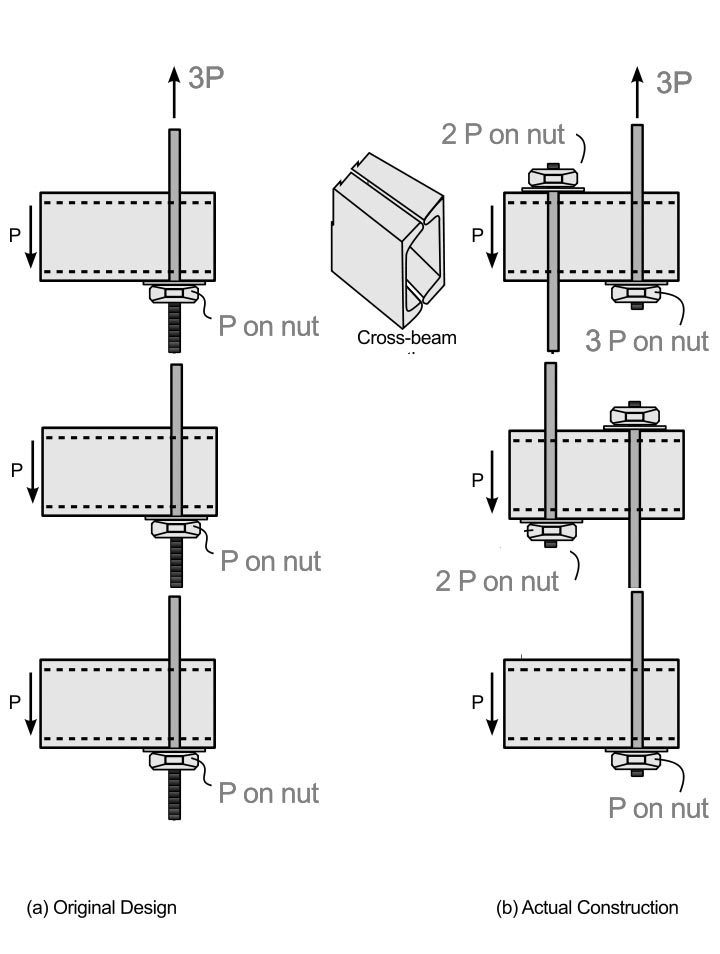 3P
3P
2 P on nut
P
P
P on nut
Cross-beam
3 P on nut
P
P
P on nut
2 P on nut
P
P
P on nut
P on nut
(a) Original Design
(b) Actual Construction